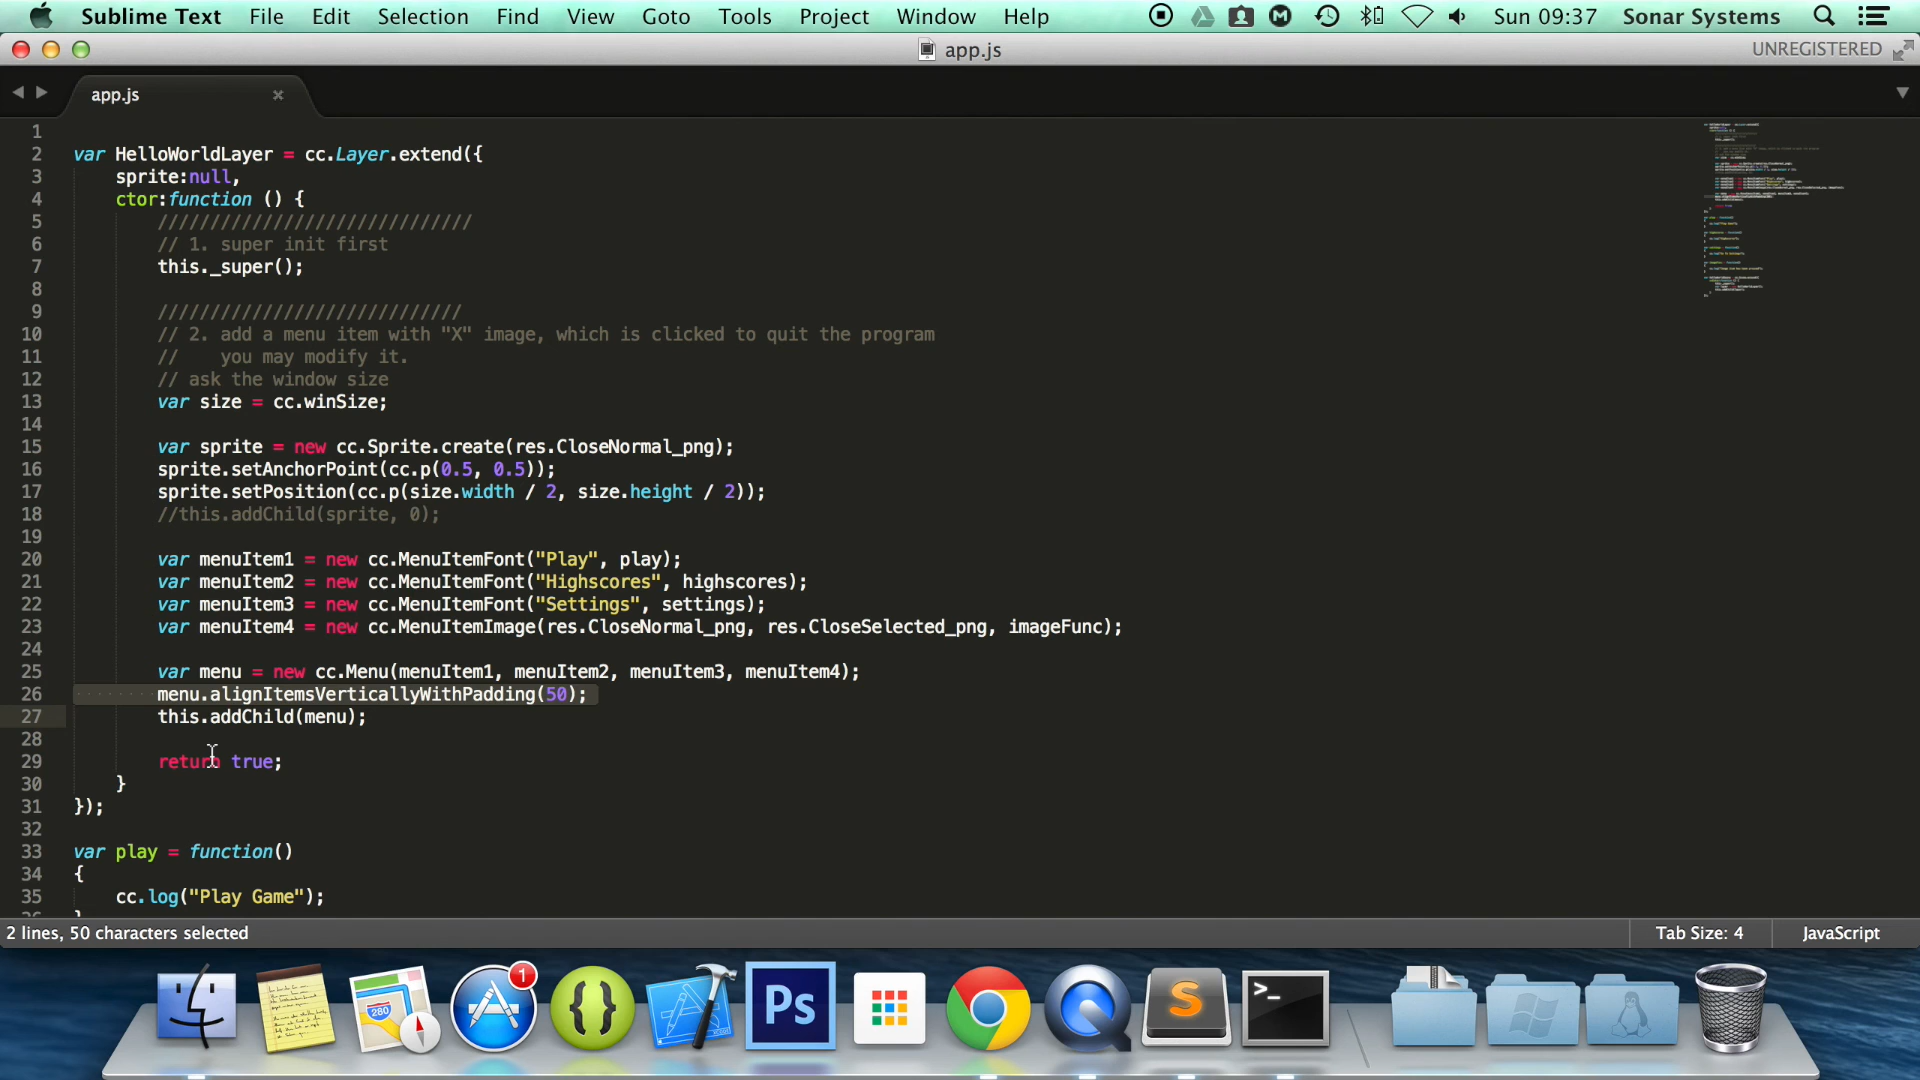 Sublime Text File Edit Selection Find View Goto Tools Project Window Help Sun 09:37 Sonar Systems
app.js UNREGISTERED
app.js
1
2 var HelloWorldLayer = cc.Layer.extend({
3 sprite:null,
4 ctor:function () {
5 //////////////////////////////
6 // 1. super init first
7 this._super();
8
9 /////////////////////////////
10 // 2. add a menu item with "X" image, which is clicked to quit the program
11 // you may modify it.
12 // ask the window size
13 var size = cc.winSize;
14
15 var sprite = new cc.Sprite.create(res.CloseNormal_png);
16 sprite.setAnchorPoint(cc.p(0.5, 0.5));
17 sprite.setPosition(cc.p(size.width / 2, size.height / 2));
18 //this.addChild(sprite, 0);
19
20 var menuItem1 = new cc.MenuItemFont("Play", play);
21 var menuItem2 = new cc.MenuItemFont("Highscores", highscores);
22 var menuItem3 = new cc.MenuItemFont("Settings", settings);
23 var menuItem4 = new cc.MenuItemImage(res.CloseNormal_png, res.CloseSelected_png, imageFunc);
24
25 var menu = new cc.Menu(menuItem1, menuItem2, menuItem3, menuItem4);
26 menu.alignItemsVerticallyWithPadding(50);
27 this.addChild(menu);
28
29 return true;
30 }
31 });
32
33 var play = function()
34 {
35 cc.log("Play Game");
2 lines, 50 characters selected Tab Size: 4 JavaScript
280
1
{}
Ps
S
>_